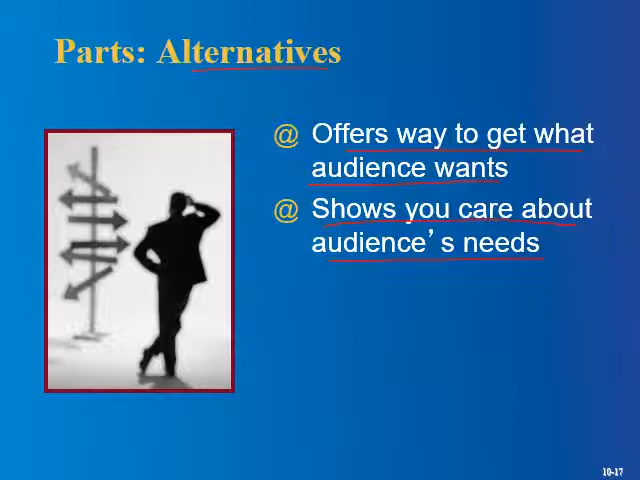 Parts: Alternatives
@ Offers way to get what
audience wants
@ Shows you care about
audience’s needs
10-17